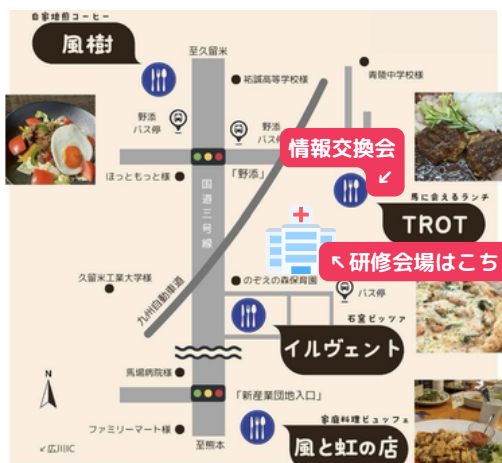 自家焙煎コーヒー
風樹
至久留米
祐誠高等学校様
青陵中学校様
野添
バス停
野添
バス停
情報交換会
↙
「野添」
ほっともっと様
馬に会えるランチ
TROT
国道三号線
↖研修会場はこち
久留米工業大学様
のぞえの森保育園
バス停
九州自動車道
石窯ピッツァ
イルヴェント
馬場病院様
N
「新産業団地入口」
家庭料理ビュッフェ
ファミリーマート様
風と虹の店
至熊本
↙広川IC